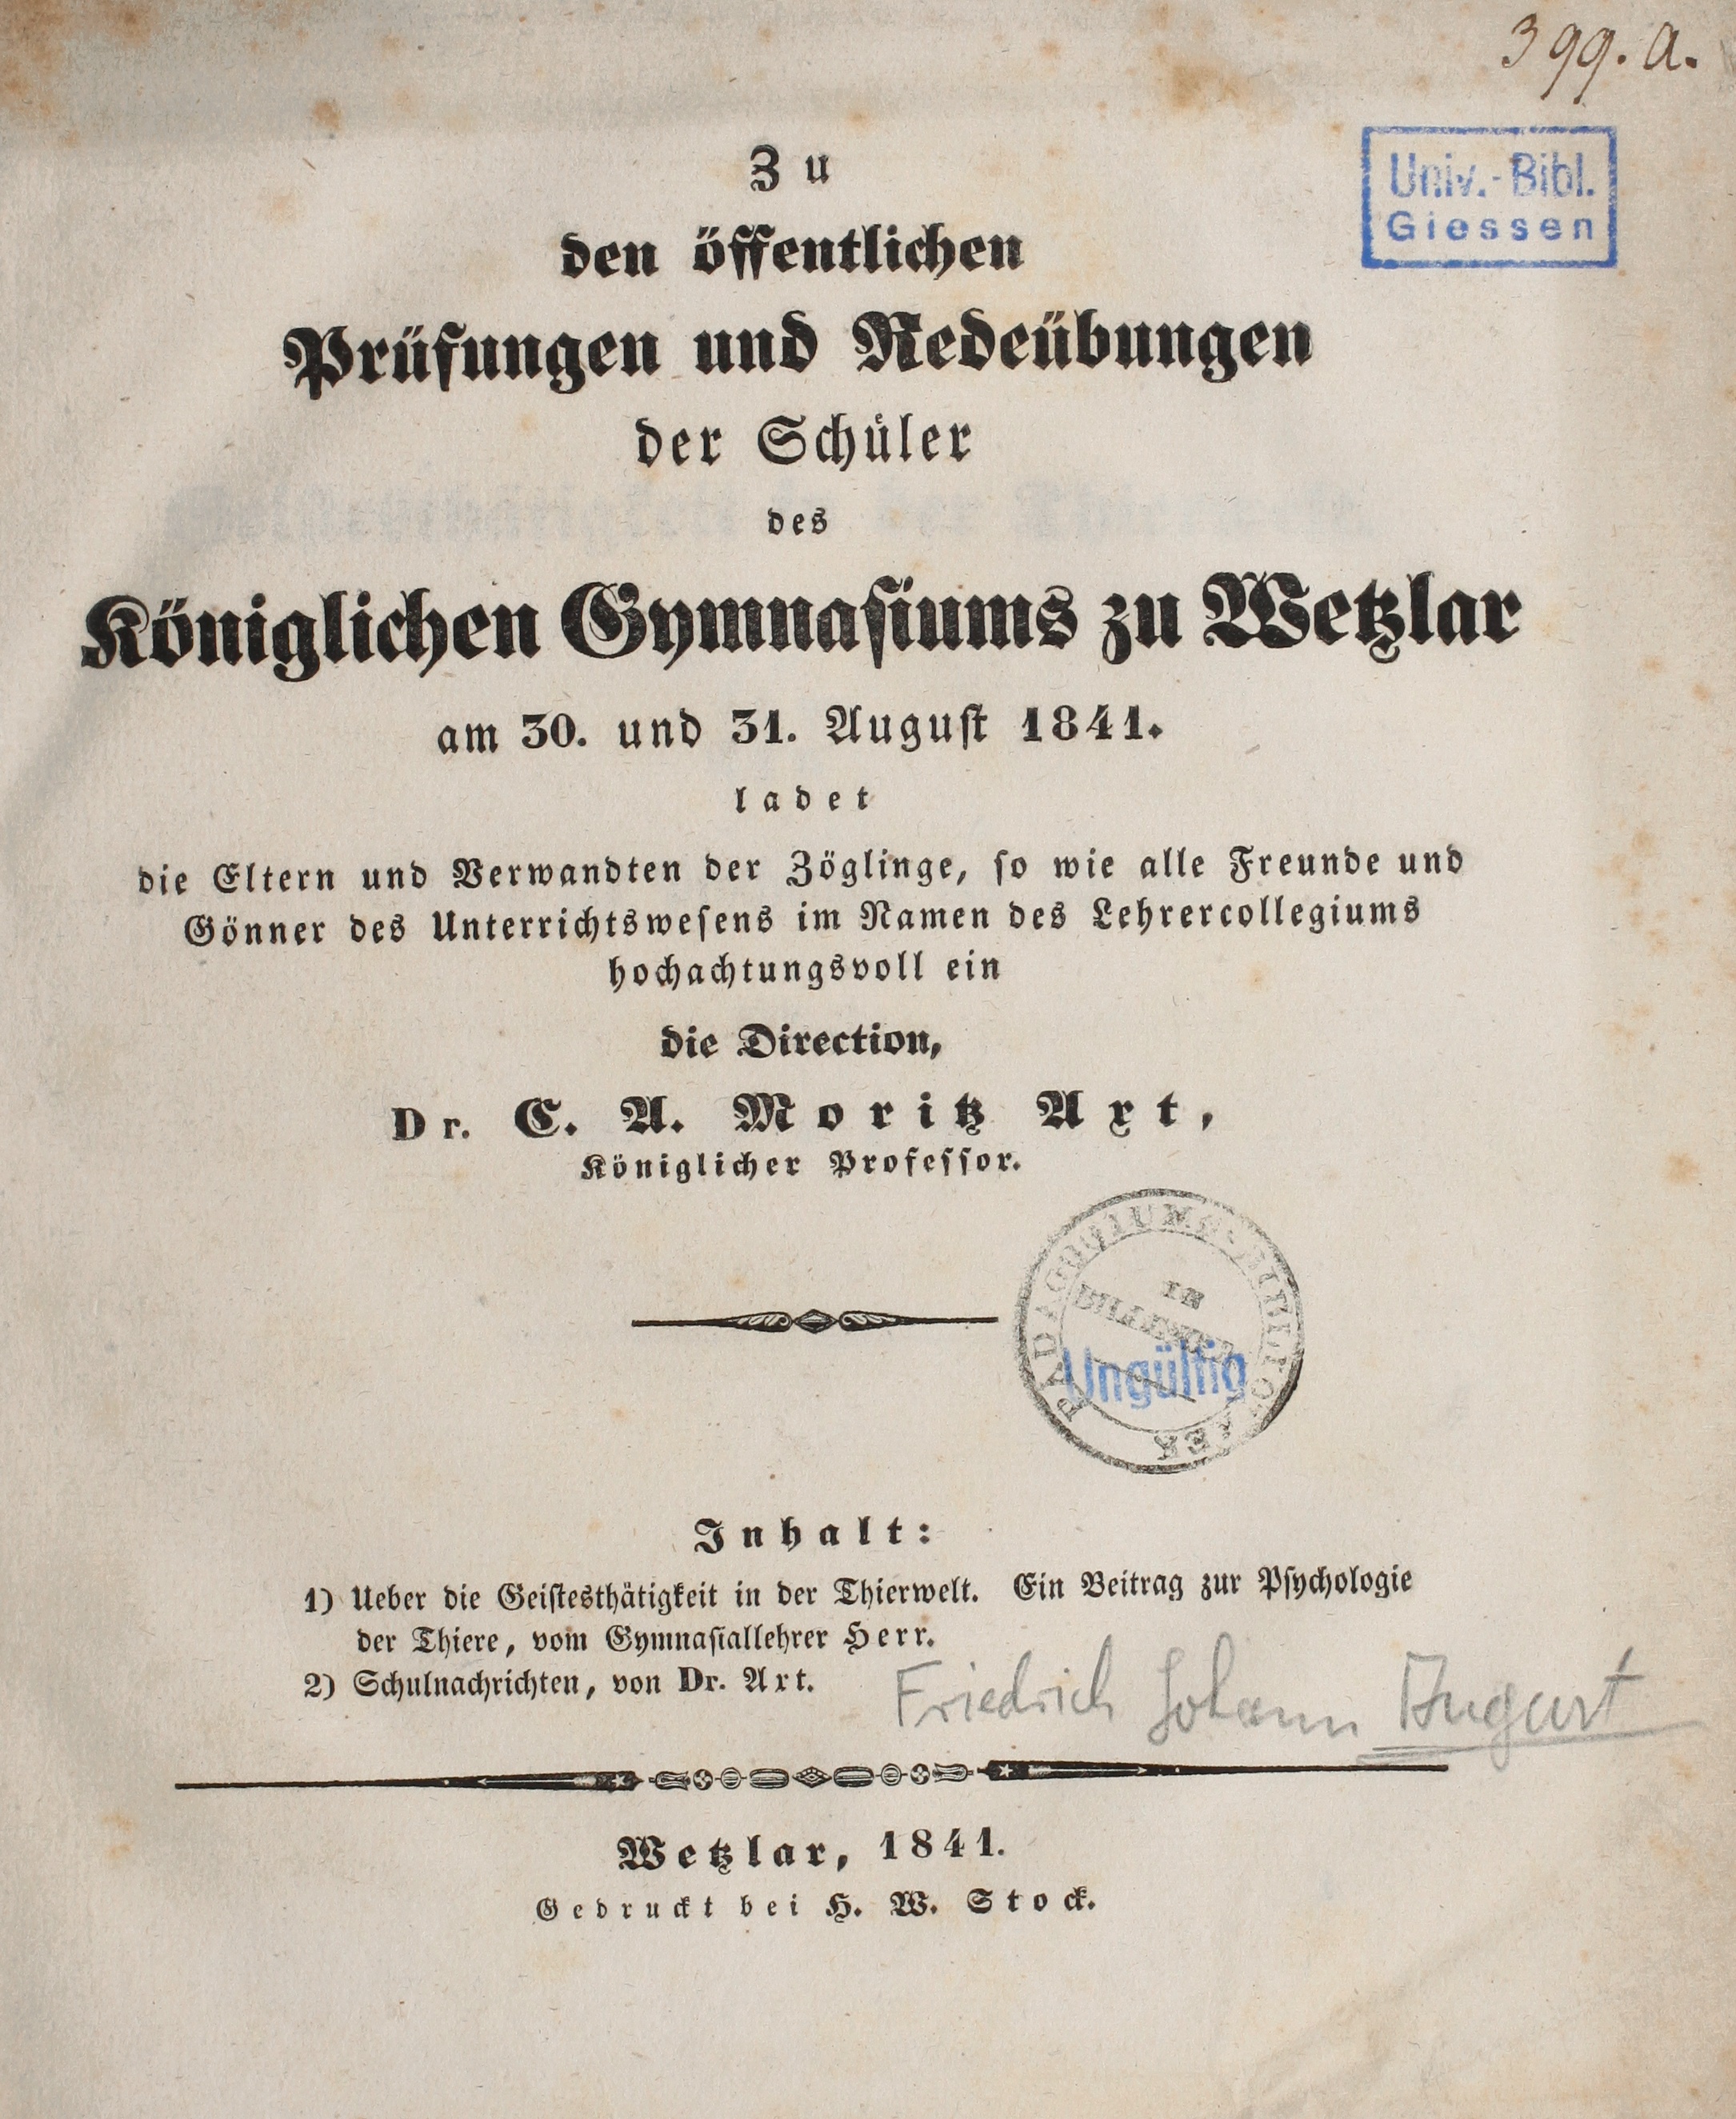 399. a.
Univ.-Bibl.
Giessen
Zu
den öffentlichen
Prüfungen und Redeübungen
der Schüler
des
Königlichen Gymnasiums zu Wetzlar
am 30. und 31. August 1841.
ladet
die Eltern und Verwandten der Zöglinge, so wie alle Freunde und
Gönner des Unterrichtswesens im Namen des Lehrercollegiums
hochachtungsvoll ein
die Direction,
Dr. C. A. Moritz Axt,
Königlicher Professor.
PÄDAGOGIUMS-BIBLIOTHEK
IN
Ungültig
Inhalt:
1) Ueber die Geistesthätigkeit in der Thierwelt. Ein Beitrag zur Psychologie
der Thiere, vom Gymnasiallehrer Herr.
2) Schulnachrichten, von Dr. Axt.
Friedrich Johann August
Wetzlar, 1841.
Gedruckt bei H. W. Stock.